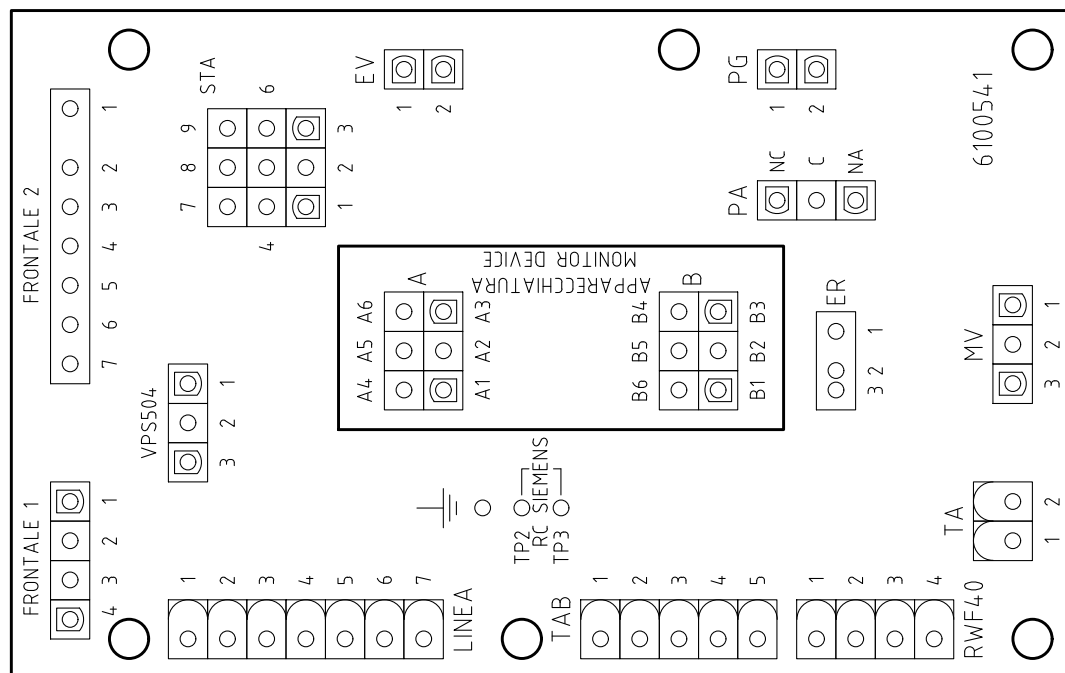 FRONTALE 2
1
2
3
4
5
6
7
STA
9
8
7
6
4
3
2
1
EV
1
2
PG
1
2
PA
NC
C
NA
6100541
APPARECCHIATURA
MONITOR DEVICE
A
A6
A5
A4
A3
A2
A1
B
B4
B5
B6
B3
B2
B1
ER
1
2
3
MV
1
2
3
VPS504
1
2
3
FRONTALE 1
1
2
3
4
TP2
RC SIEMENS
TP3
TA
2
1
LINEA
1
2
3
4
5
6
7
TAB
1
2
3
4
5
RWF40
1
2
3
4